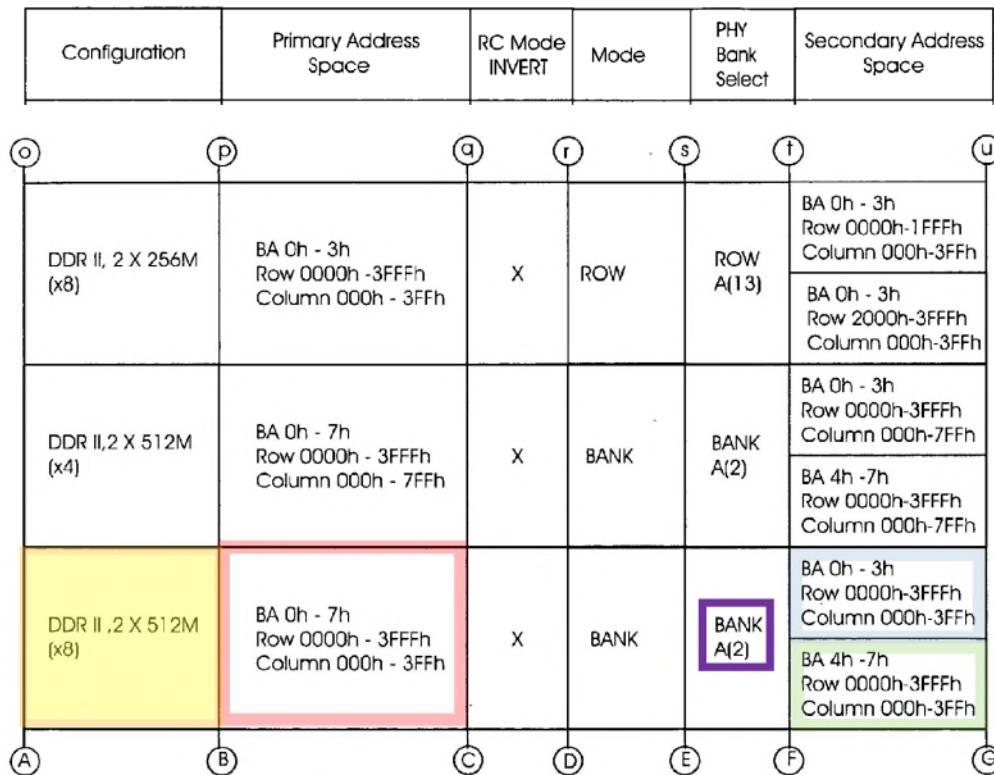 Configuration
Primary Address
Space
RC Mode
INVERT
Mode
PHY
Bank
Select
Secondary Address
Space
o p q r s t u
DDR II, 2 X 256M
(x8)
BA 0h - 3h
Row 0000h -3FFFh
Column 000h - 3FFh
X
ROW
ROW
A(13)
BA 0h - 3h
Row 0000h-1FFFh
Column 000h-3FFh
BA 0h - 3h
Row 2000h-3FFFh
Column 000h-3FFh
DDR II,2 X 512M
(x4)
BA 0h - 7h
Row 0000h - 3FFFh
Column 000h - 7FFh
X
BANK
BANK
A(2)
BA 0h - 3h
Row 0000h-3FFFh
Column 000h-7FFh
BA 4h -7h
Row 0000h-3FFFh
Column 000h-7FFh
DDR II ,2 X 512M
(x8)
BA 0h - 7h
Row 0000h - 3FFFh
Column 000h - 3FFh
X
BANK
BANK
A(2)
BA 0h - 3h
Row 0000h-3FFFh
Column 000h-3FFh
BA 4h -7h
Row 0000h-3FFFh
Column 000h-3FFh
A B C D E F G